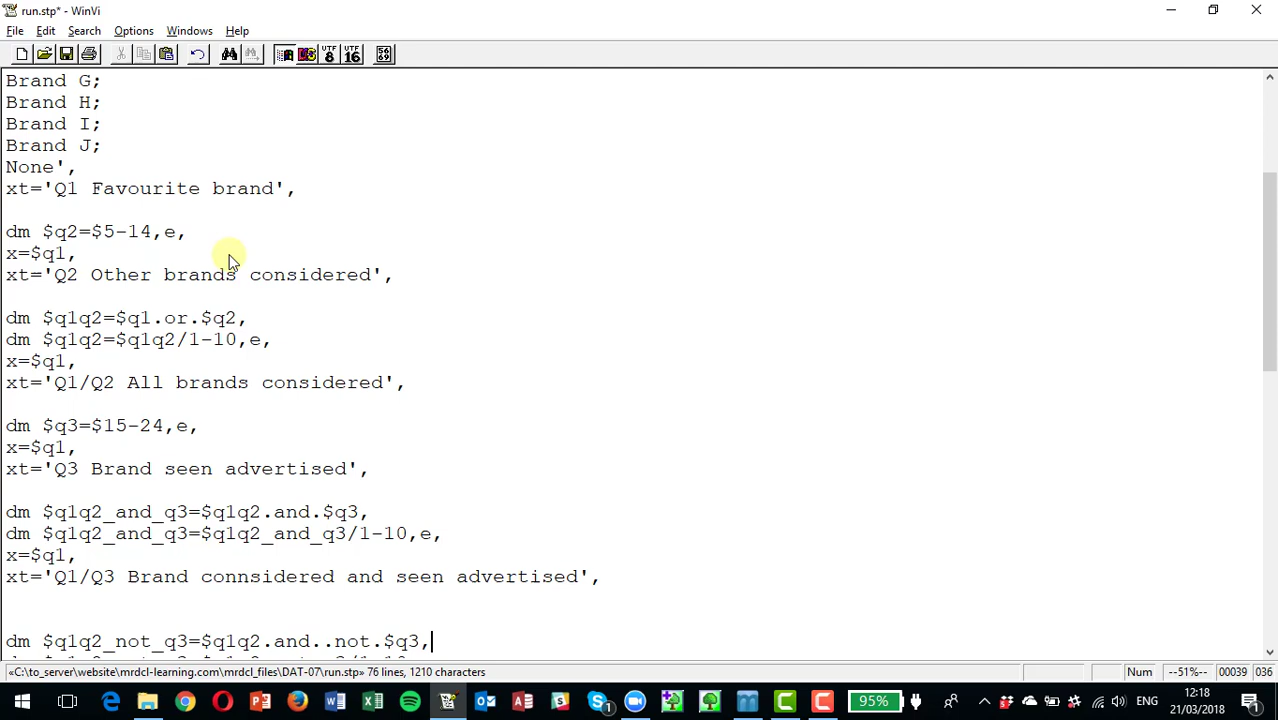 run.stp* - WinVi
File Edit Search Options Windows Help
UTF 8 UTF 16
Brand G;
Brand H;
Brand I;
Brand J;
None',
xt='Q1 Favourite brand',
dm $q2=$5-14,e,
x=$q1,
xt='Q2 Other brands considered',
dm $q1q2=$q1.or.$q2,
dm $q1q2=$q1q2/1-10,e,
x=$q1,
xt='Q1/Q2 All brands considered',
dm $q3=$15-24,e,
x=$q1,
xt='Q3 Brand seen advertised',
dm $q1q2_and_q3=$q1q2.and.$q3,
dm $q1q2_and_q3=$q1q2_and_q3/1-10,e,
x=$q1,
xt='Q1/Q3 Brand connsidered and seen advertised',
dm $q1q2_not_q3=$q1q2.and..not.$q3,
«C:\to_server\website\mrdcl-learning.com\mrdcl_files\DAT-07\run.stp» 76 lines, 1210 characters
Num --51%-- 00039 036
95% ENG 12:18
21/03/2018